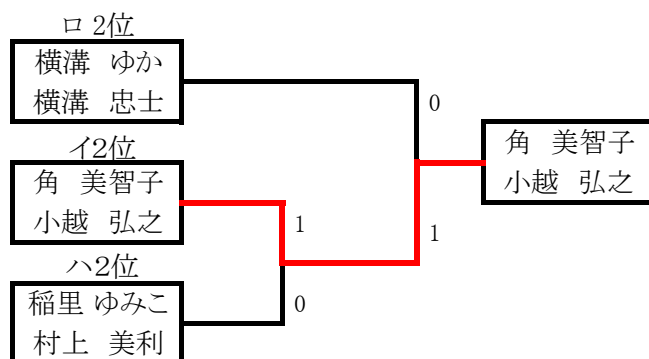 ロ 2位
横溝 ゆか
横溝 忠士
0
角 美智子
小越 弘之
イ2位
角 美智子
小越 弘之
1
1
ハ2位
稲里 ゆみこ
村上 美利
0